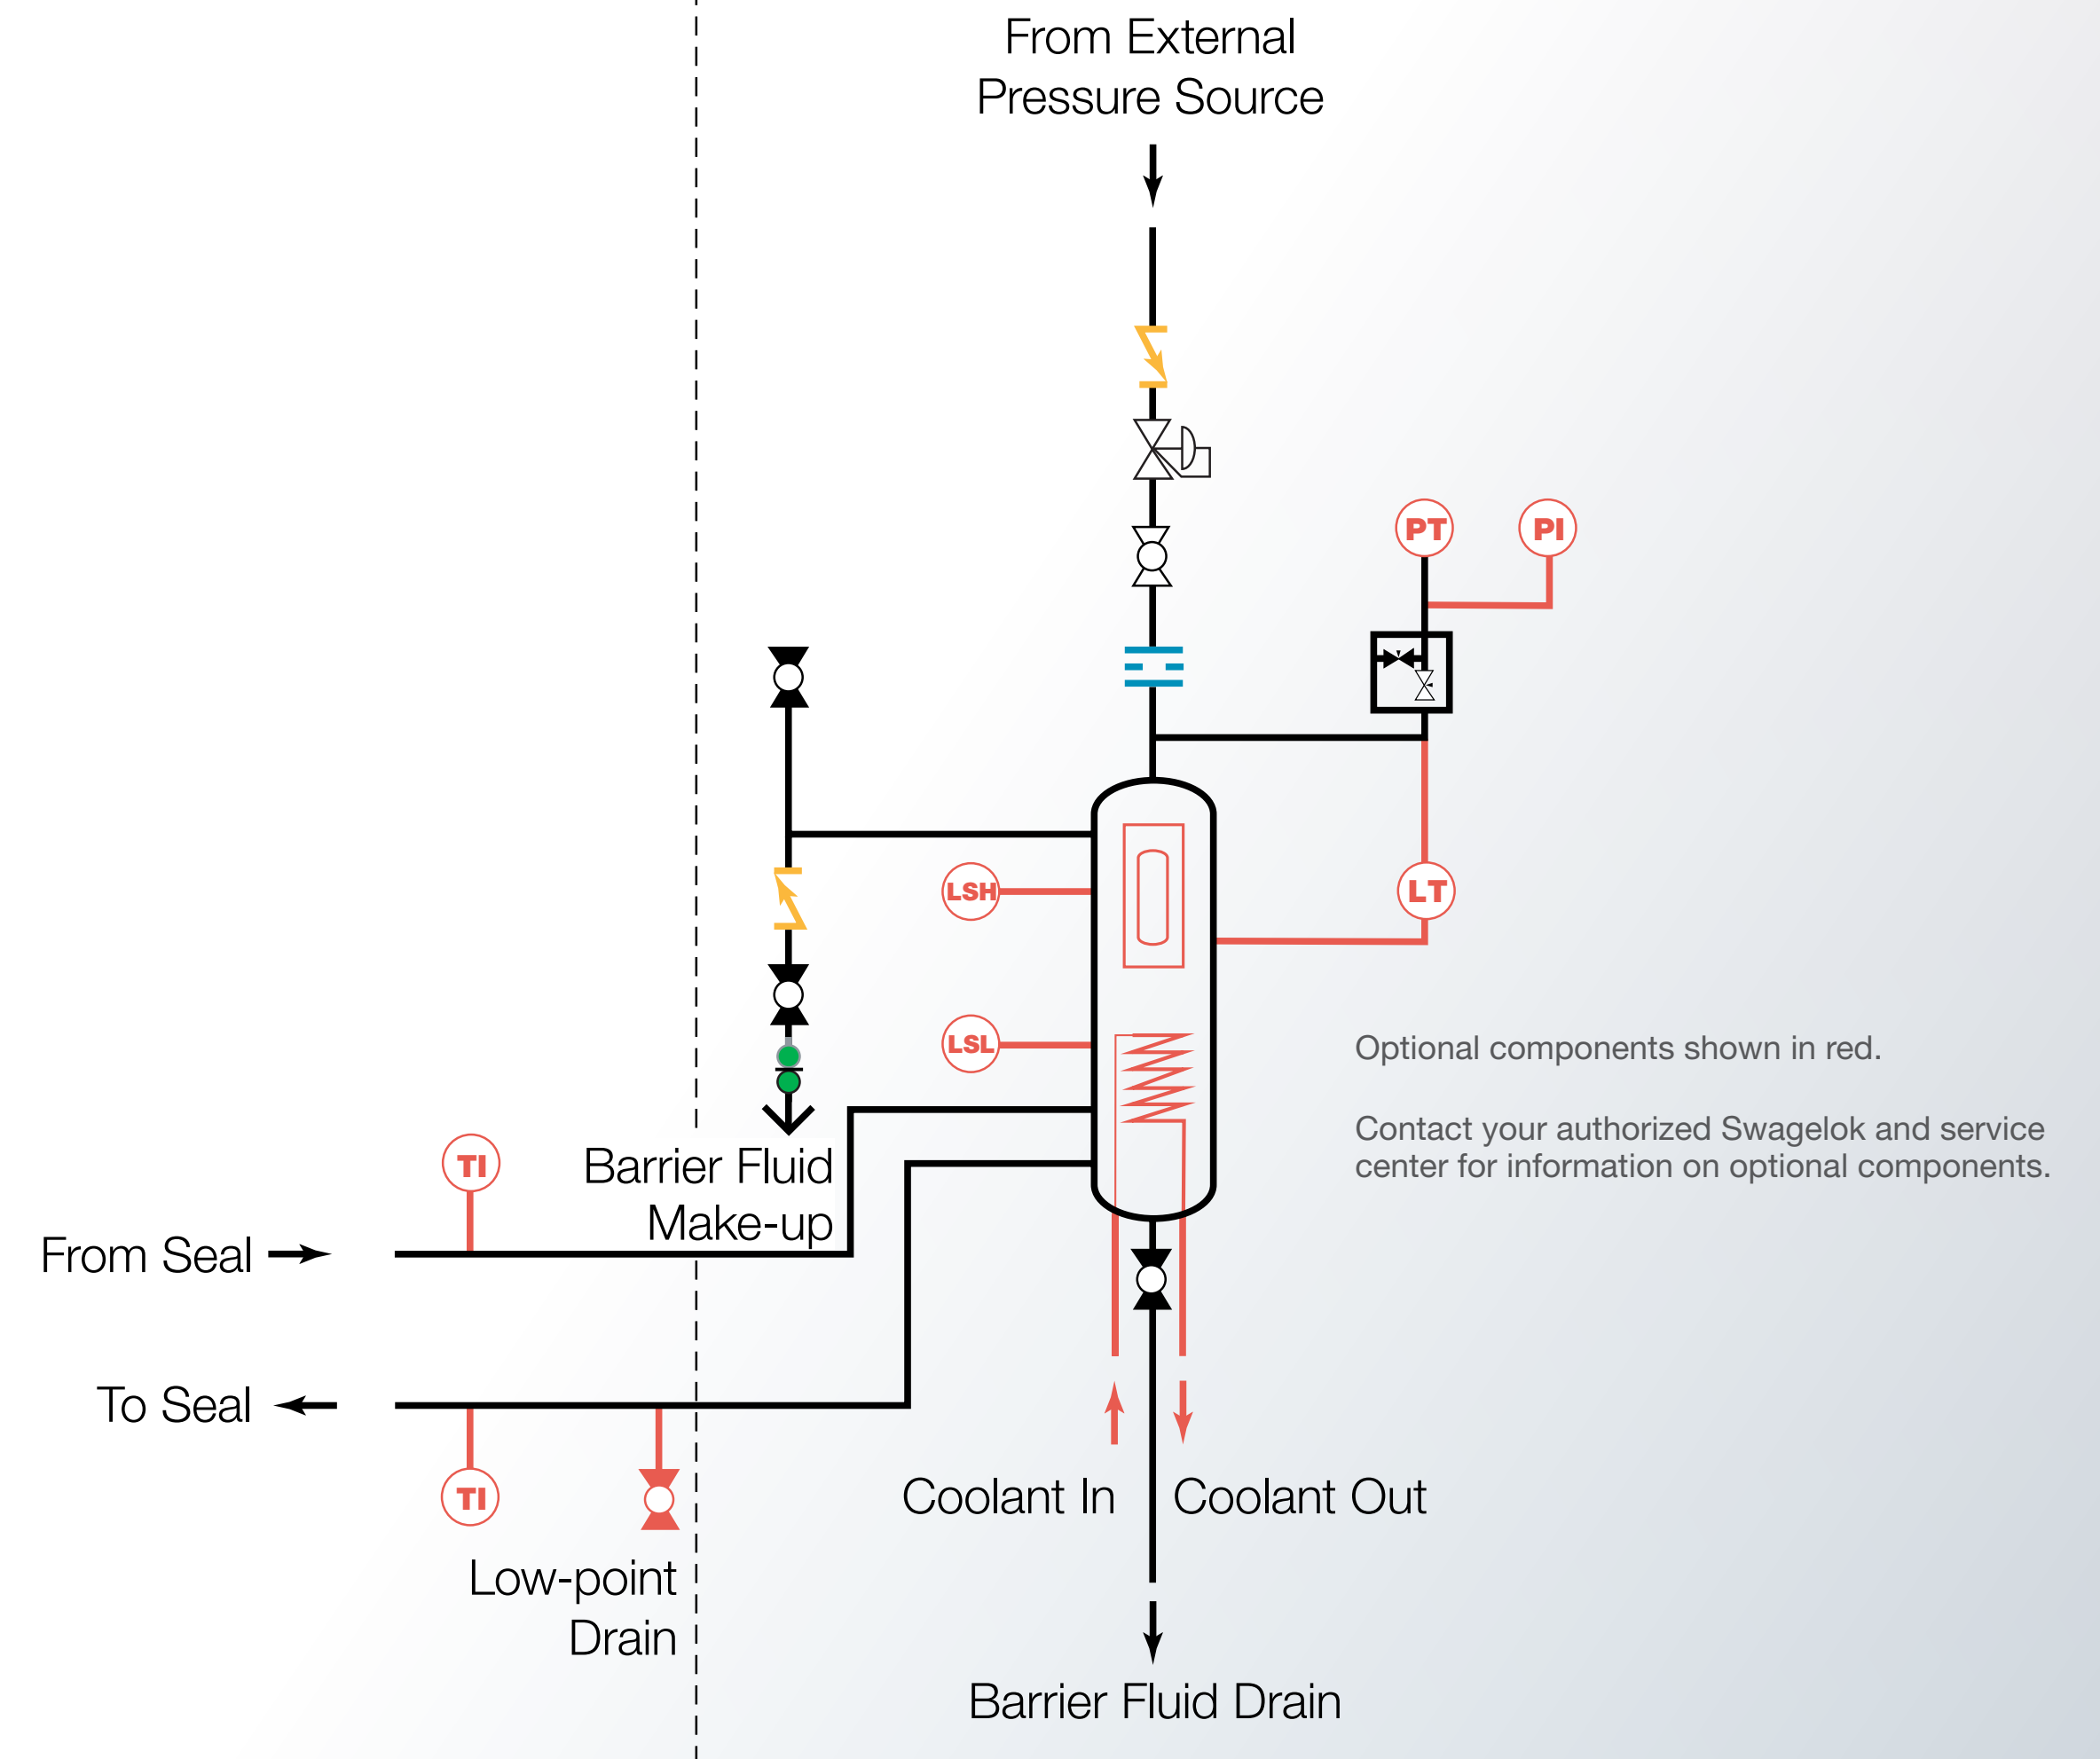 From External
Pressure Source
PT
PI
LSH
LT
LSL
Optional components shown in red.
Contact your authorized Swagelok and service
center for information on optional components.
TI
Barrier Fluid
Make-up
From Seal
To Seal
TI
Coolant In
Coolant Out
Low-point
Drain
Barrier Fluid Drain